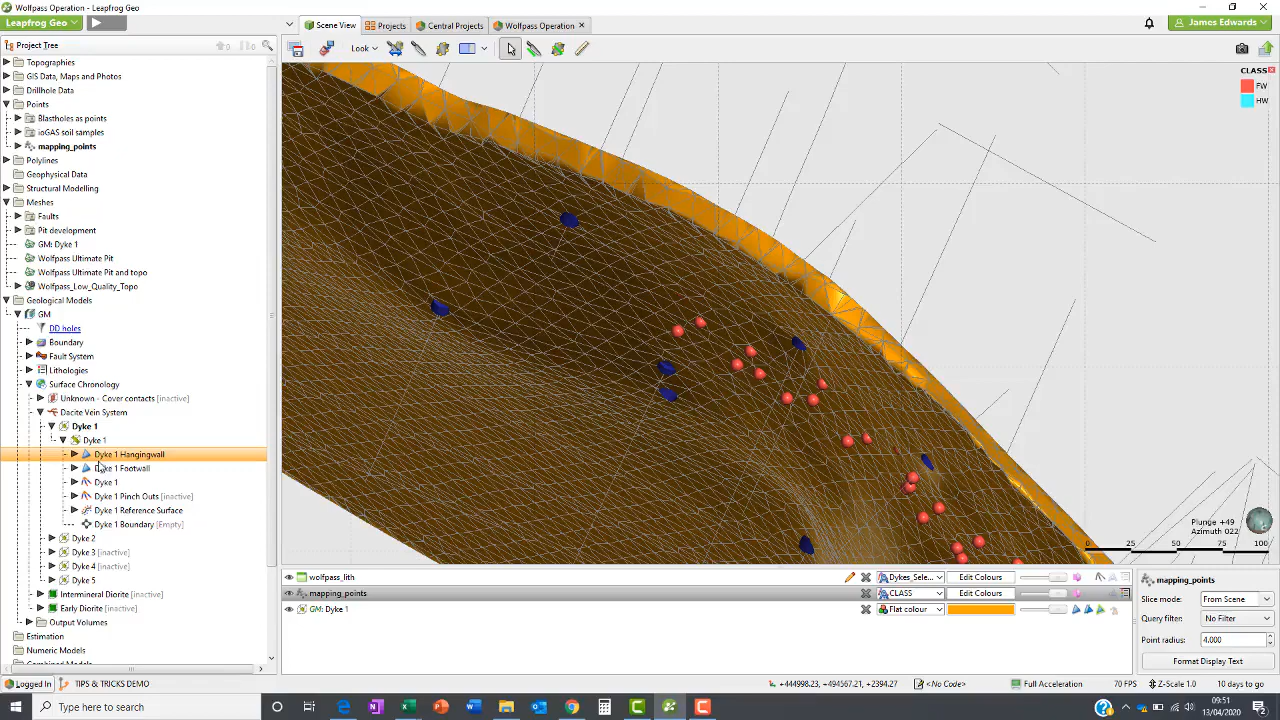 Wolfpass Operation - Leapfrog Geo
Leapfrog Geo
Scene View
Projects
Central Projects
Wolfpass Operation
James Edwards
Project Tree
Look
Topographies
GIS Data, Maps and Photos
Drillhole Data
Points
Blastholes as points
ioGAS soil samples
mapping_points
Polylines
Geophysical Data
Structural Modelling
Meshes
Faults
Pit development
GM: Dyke 1
Wolfpass Ultimate Pit
Wolfpass Ultimate Pit and topo
Wolfpass_Low_Quality_Topo
Geological Models
GM
DD holes
Boundary
Fault System
Lithologies
Surface Chronology
Unknown - Cover contacts [inactive]
Dacite Vein System
Dyke 1
Dyke 1
Dyke 1 Hangingwall
Dyke 1 Footwall
Dyke 1
Dyke 1 Pinch Outs [inactive]
Dyke 1 Reference Surface
Dyke 1 Boundary [Empty]
Dyke 2
Dyke 3 [inactive]
Dyke 4 [inactive]
Dyke 5
Intermineral Diorite [inactive]
Early Diorite [inactive]
Output Volumes
Estimation
Numeric Models
CLASS
FW
HW
Plunge +49
Azimuth 022
0 25 50 75 100
wolfpass_lith Dykes_Sele... Edit Colours
mapping_points CLASS Edit Colours
GM: Dyke 1 Flat colour
mapping_points
Slice mode: From Scene
Query filter: No Filter
Point radius: 4.000
Format Display Text
Logged In TIPS & TRICKS DEMO +444998.23, +494567.21, +2394.27 <No Code> Full Acceleration 70 FPS Z-Scale 1.0 10 days to go
Type here to search
09:51
13/04/2020